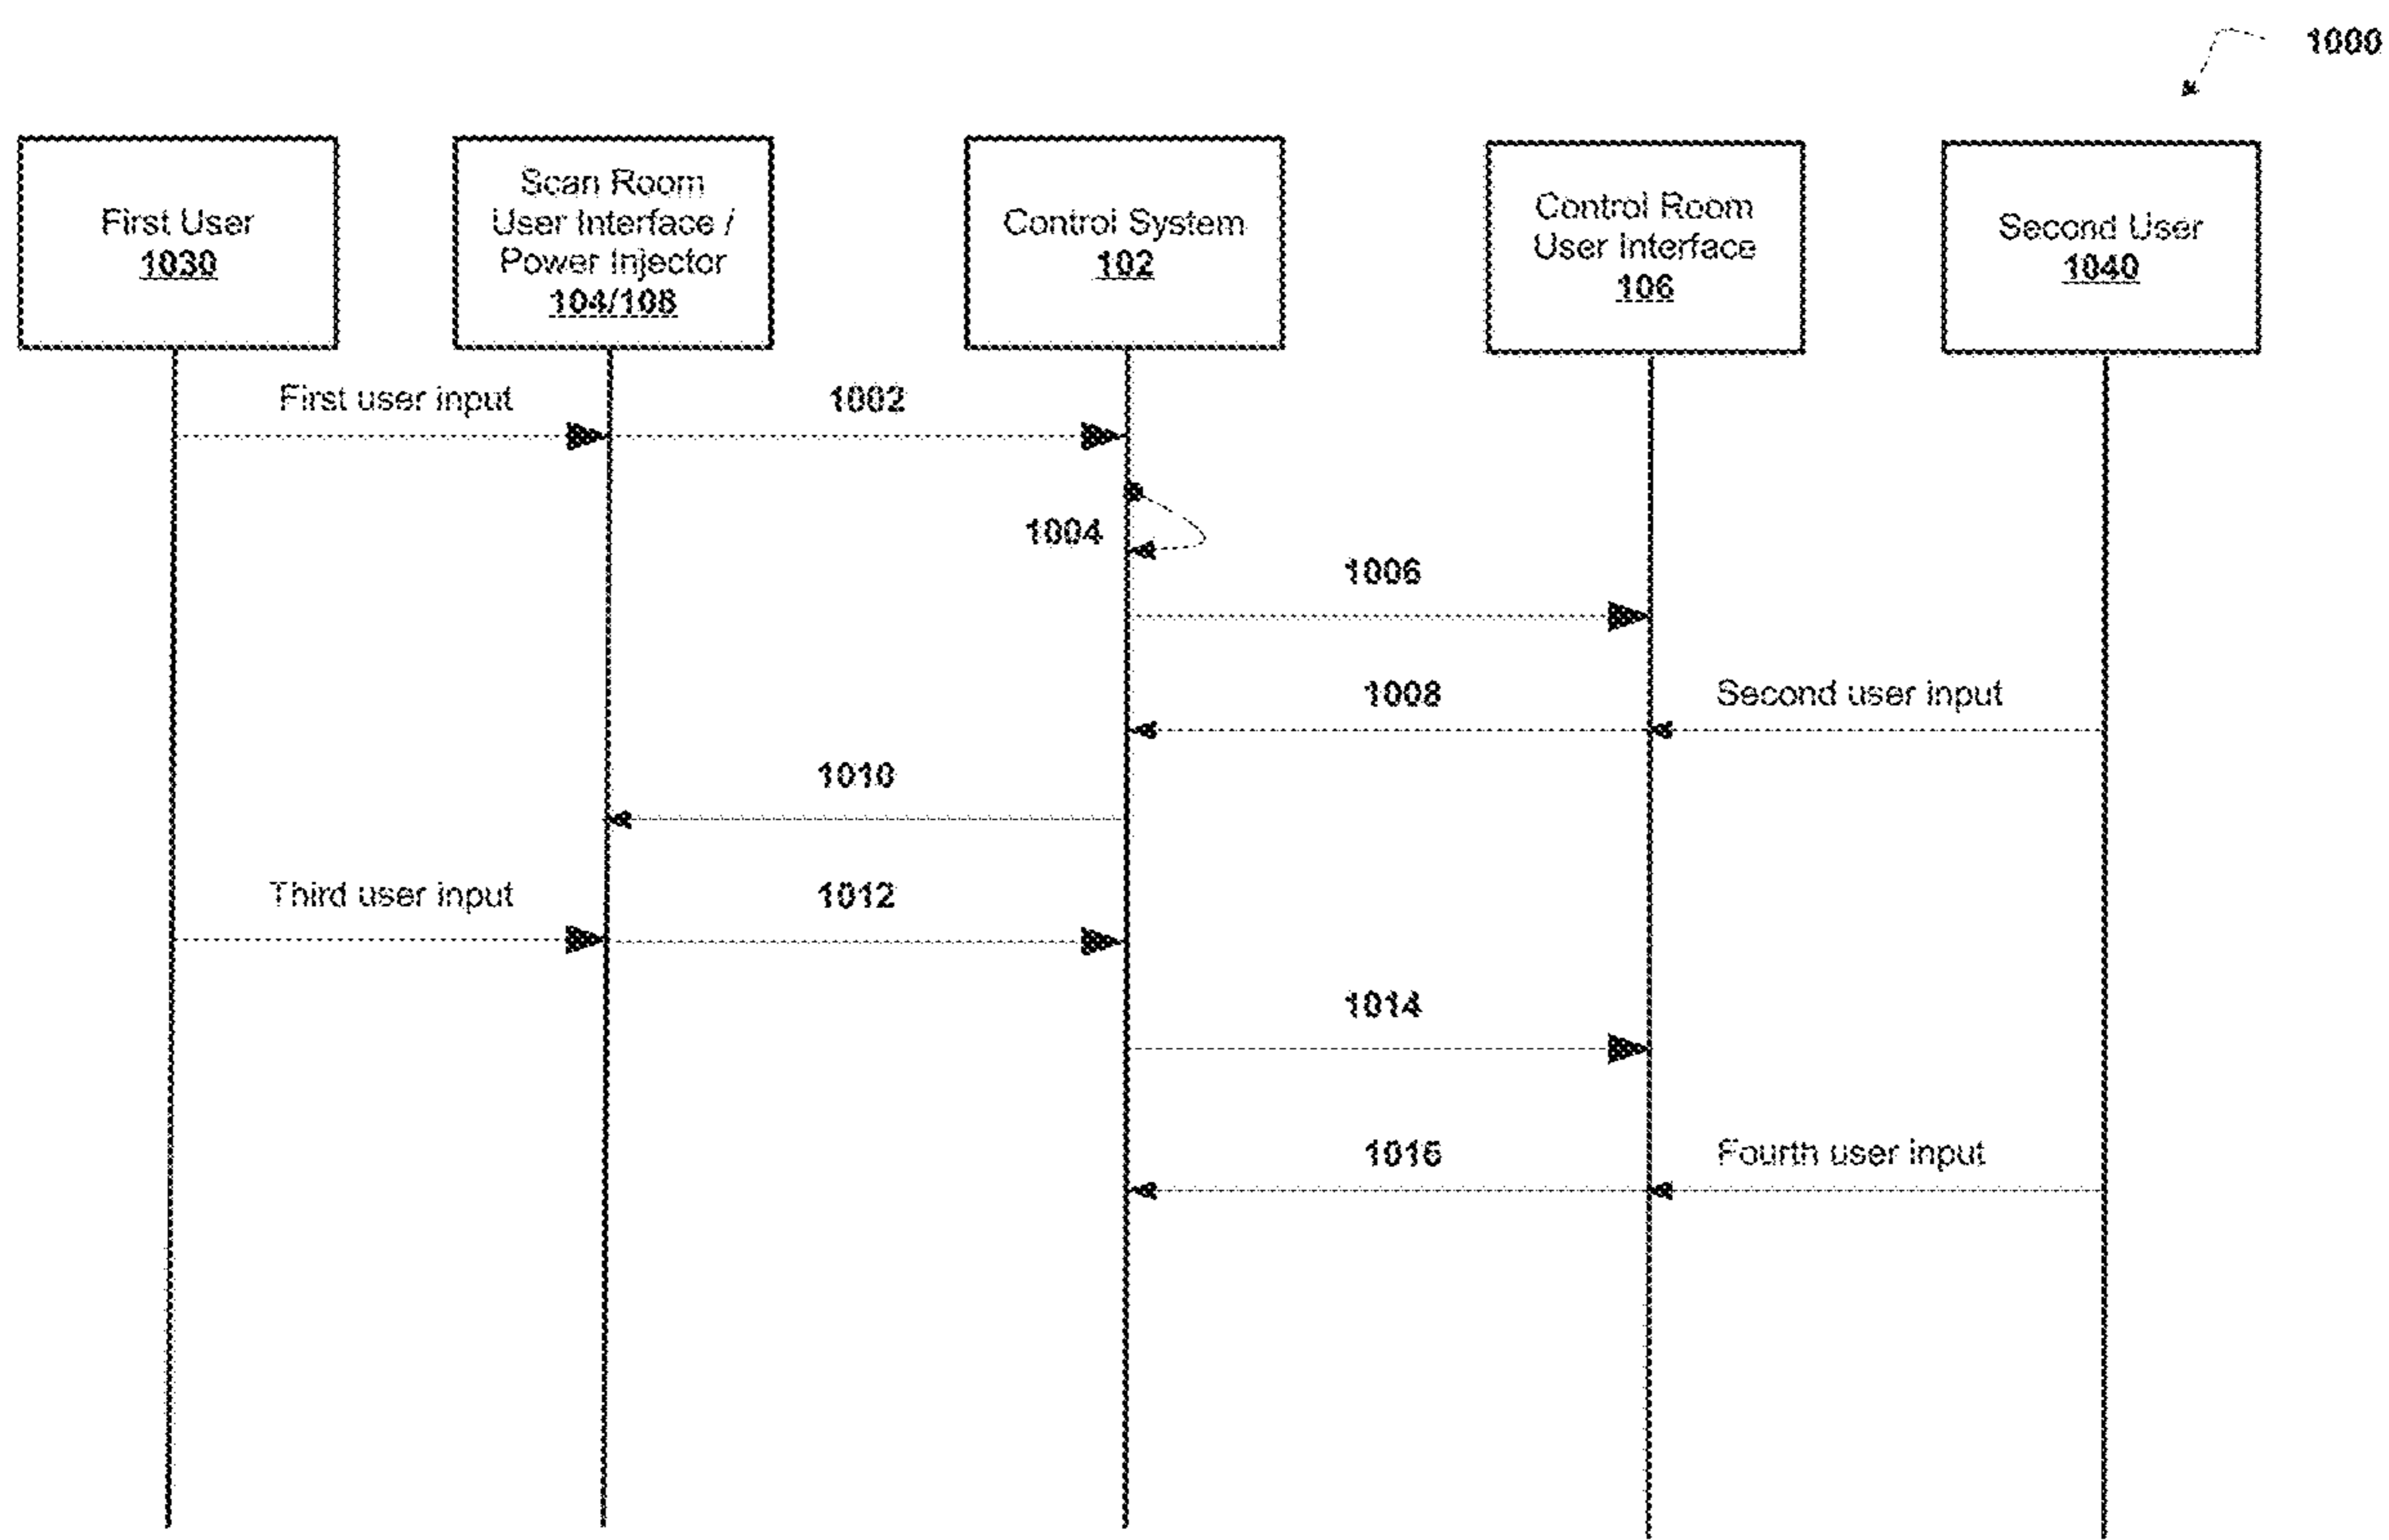 1000
First User
1030
Scan Room
User Interface /
Power Injector
104/108
Control System
102
Control Room
User Interface
106
Second User
1040
First user input
1002
1004
1006
1008
Second user input
1010
Third user input
1012
1014
1016
Fourth user input